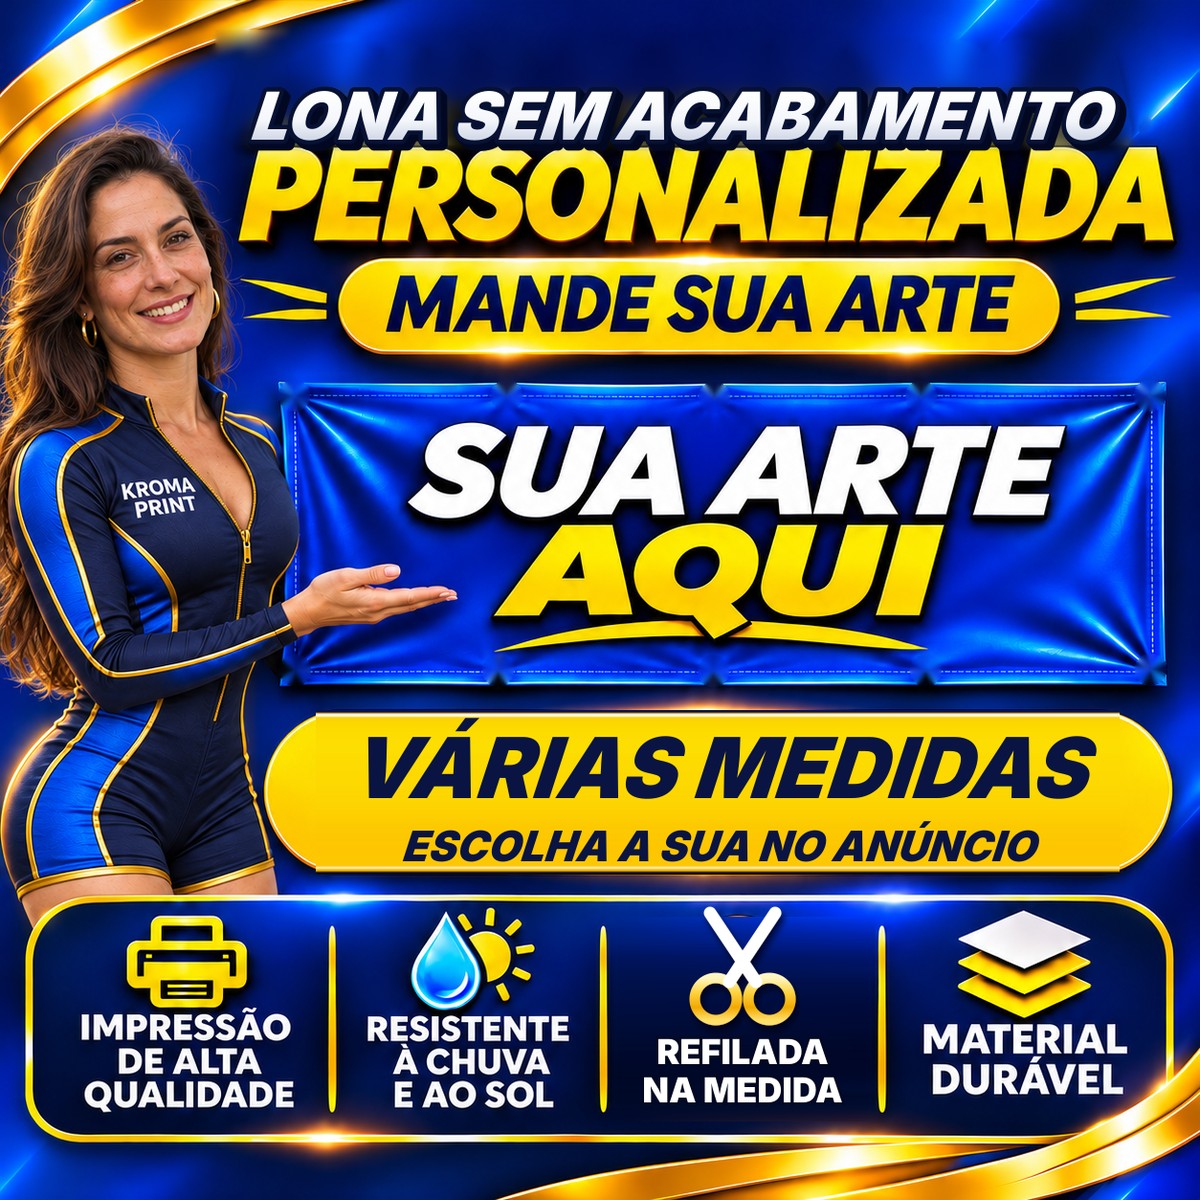 LONA SEM ACABAMENTO
PERSONALIZADA
MANDE SUA ARTE
KROMA
PRINT
SUA ARTE
AQUI
VÁRIAS MEDIDAS
ESCOLHA A SUA NO ANÚNCIO
IMPRESSÃO
DE ALTA
QUALIDADE
RESISTENTE
À CHUVA
E AO SOL
REFILADA
NA MEDIDA
MATERIAL
DURÁVEL